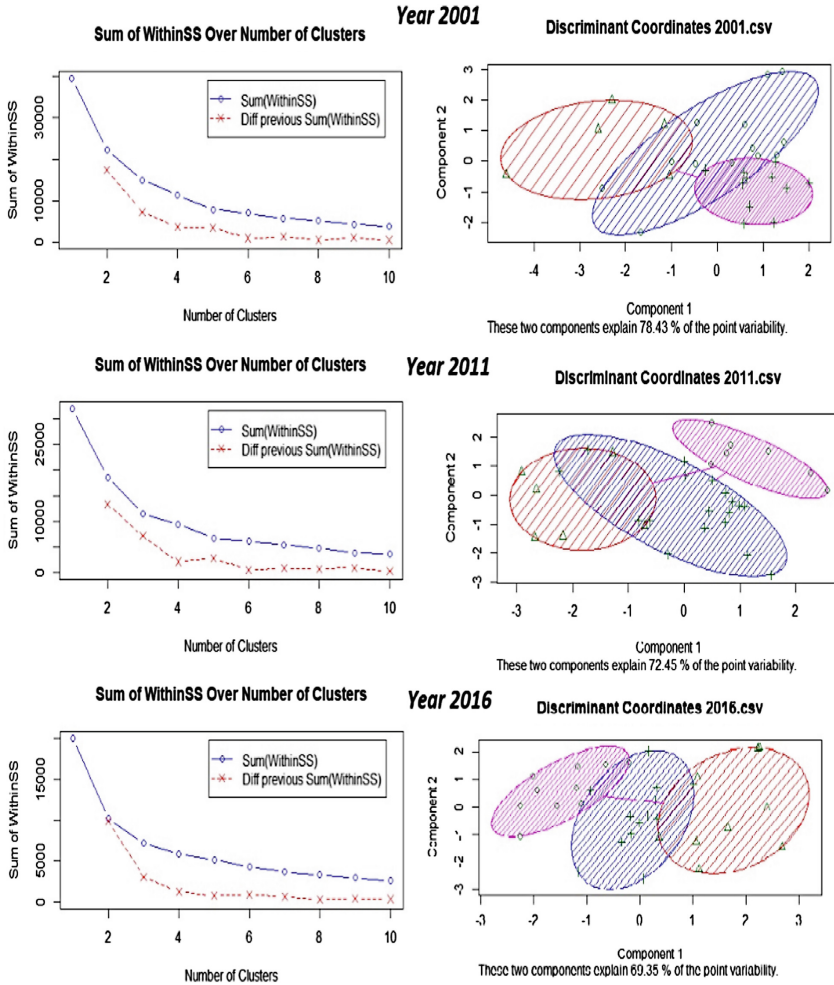 Year 2001
Sum of WithinSS Over Number of Clusters
Sum of WithinSS
30000
10000
0
Sum(WithinSS)
Diff previous Sum(WithinSS)
2 4 6 8 10
Number of Clusters
Discriminant Coordinates 2001.csv
Component 2
3
2
1
0
-1
-2
-4 -3 -2 -1 0 1 2
Component 1
These two components explain 78.43 % of the point variability.
Year 2011
Sum of WithinSS Over Number of Clusters
Sum of WithinSS
25000
10000
0
Sum(WithinSS)
Diff previous Sum(WithinSS)
2 4 6 8 10
Number of Clusters
Discriminant Coordinates 2011.csv
Component 2
2
1
0
-1
-2
-3
-3 -2 -1 0 1 2
Component 1
These two components explain 72.45 % of the point variability.
Year 2016
Sum of WithinSS Over Number of Clusters
Sum of WithinSS
15000
5000
0
Sum(WithinSS)
Diff previous Sum(WithinSS)
2 4 6 8 10
Number of Clusters
Discriminant Coordinates 2016.csv
Component 2
2
1
0
-1
-2
-3
-3 -2 -1 0 1 2 3
Component 1
These two components explain 69.35 % of the point variability.